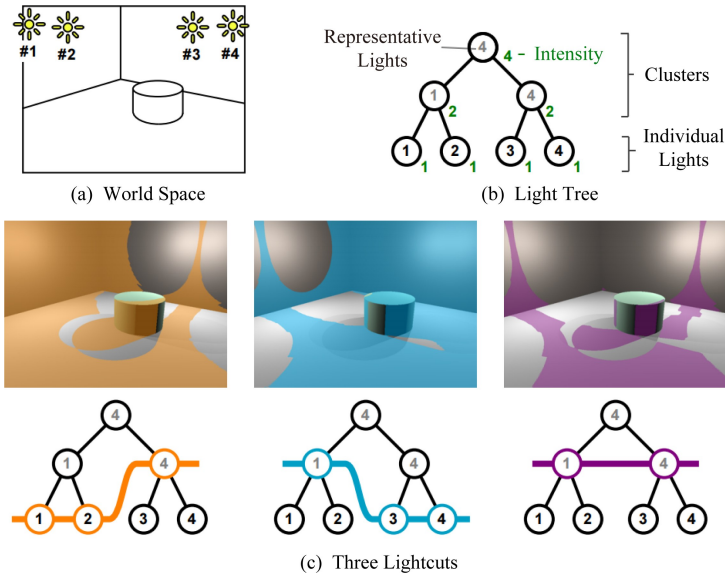 #1 #2 #3 #4
(a) World Space
Representative
Lights
4
4 - Intensity
Clusters
1 4
2 2
Individual
Lights
1 2 3 4
1 1 1 1
(b) Light Tree
4 4 4
1 4 1 4 1 4
1 2 3 4 1 2 3 4 1 2 3 4
(c) Three Lightcuts